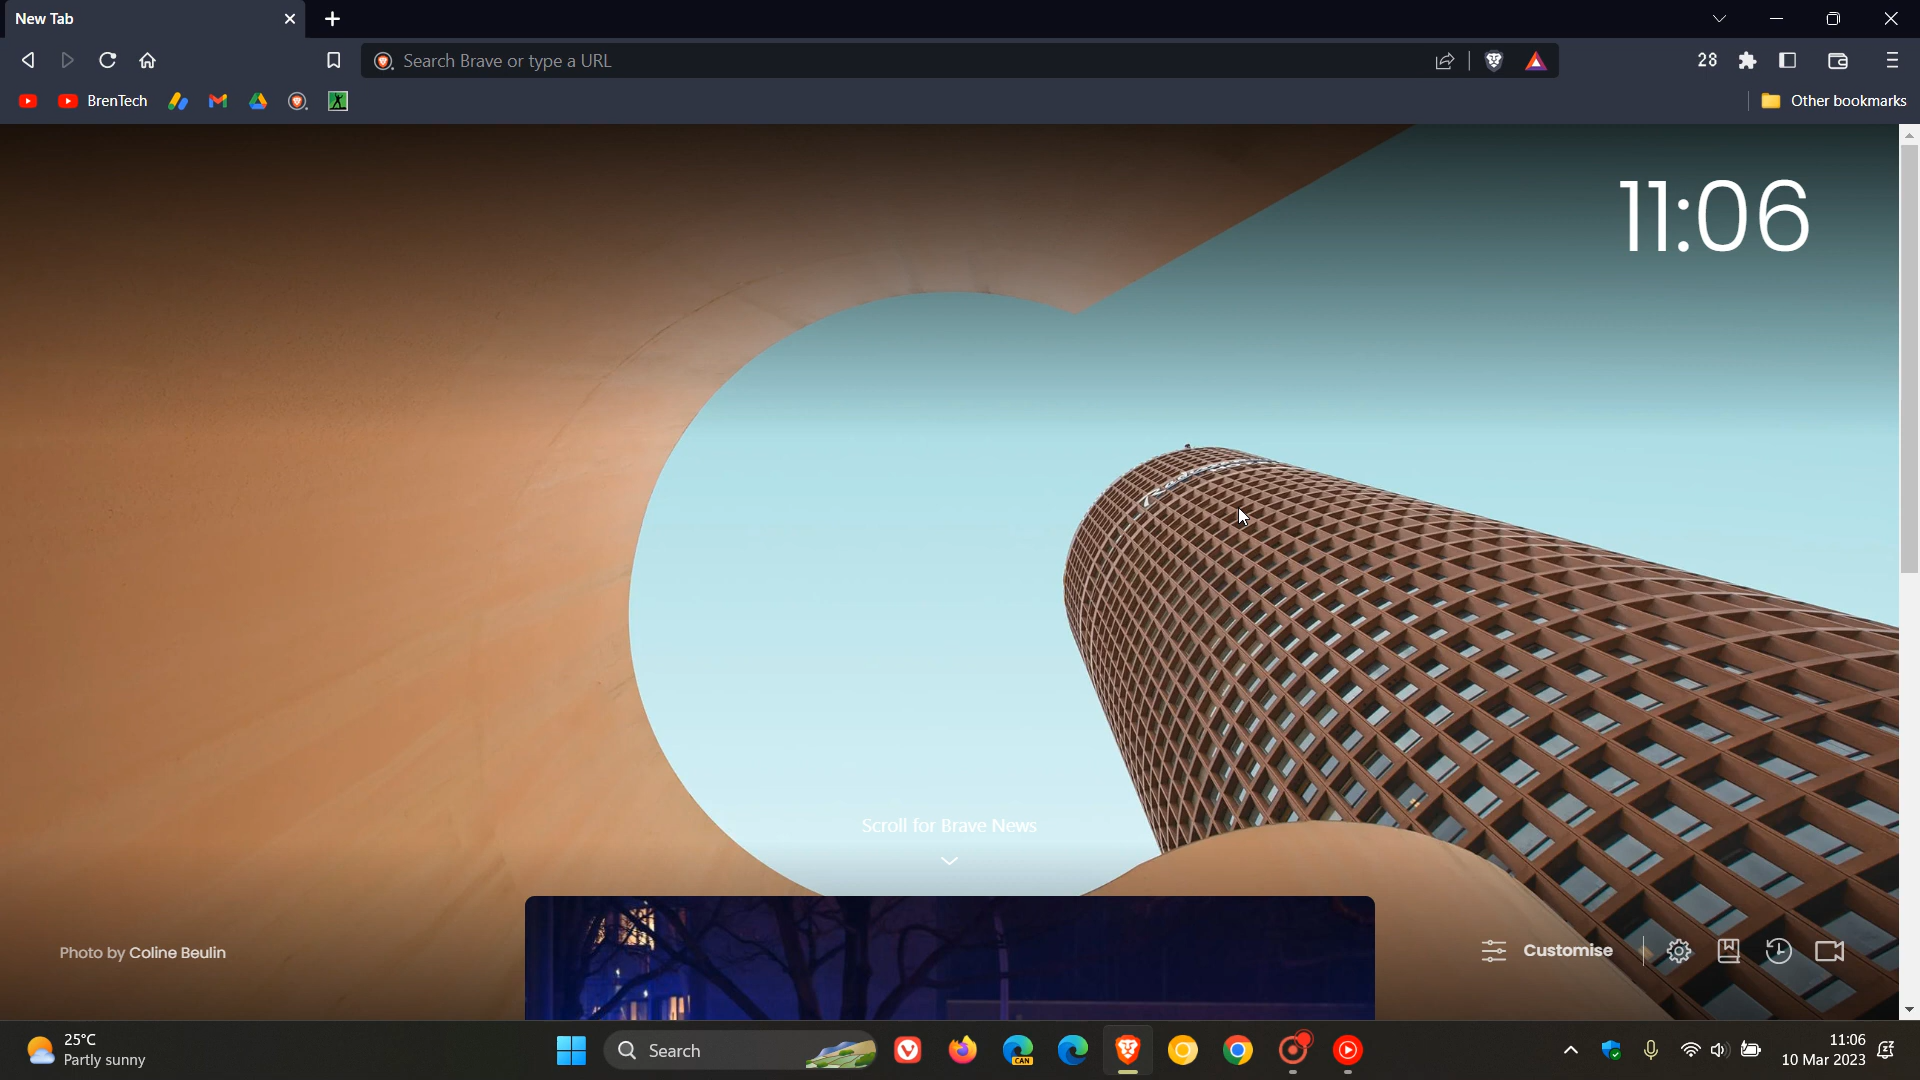 New Tab
Search Brave or type a URL
28
BrenTech
Other bookmarks
11:06
Scroll for Brave News
Photo by Coline Beulin
Customise
25°C
Partly sunny
Search
CAN
11:06
10 Mar 2023